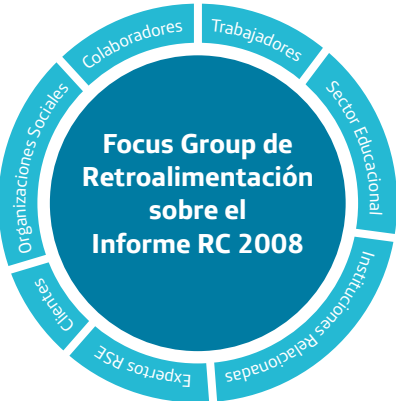 Colaboradores
Trabajadores
Sector Educacional
Instituciones Relacionadas
Expertos RSE
Clientes
Organizaciones Sociales
Focus Group de
Retroalimentación
sobre el
Informe RC 2008